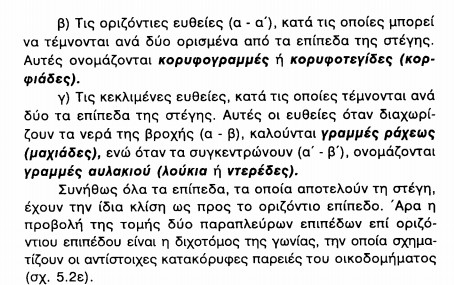 β) Τις οριζόντιες ευθείες (α - α΄), κατά τις οποίες μπορεί
να τέμνονται ανά δύο ορισμένα από τα επίπεδα της στέγης.
Αυτές ονομάζονται κορυφογραμμές ή κορυφοτεγίδες (κορ-
φιάδες).
γ) Τις κεκλιμένες ευθείες, κατά τις οποίες τέμνονται ανά
δύο τα επίπεδα της στέγης. Αυτές οι ευθείες όταν διαχωρί-
ζουν τα νερά της βροχής (α - β), καλούνται γραμμές ράχεως
(μαχιάδες), ενώ όταν τα συγκεντρώνουν (α΄ - β΄), ονομάζονται
γραμμές αυλακιού (λούκια ή ντερέδες).
Συνήθως όλα τα επίπεδα, τα οποία αποτελούν τη στέγη,
έχουν την ίδια κλίση ως προς το οριζόντιο επίπεδο. Άρα η
προβολή της τομής δύο παραπλεύρων επιπέδων επί οριζό-
ντιου επιπέδου είναι η διχοτόμος της γωνίας, την οποία σχημα-
τίζουν οι αντίστοιχες κατακόρυφες παρειές του οικοδομήματος
(σχ. 5.2ε).